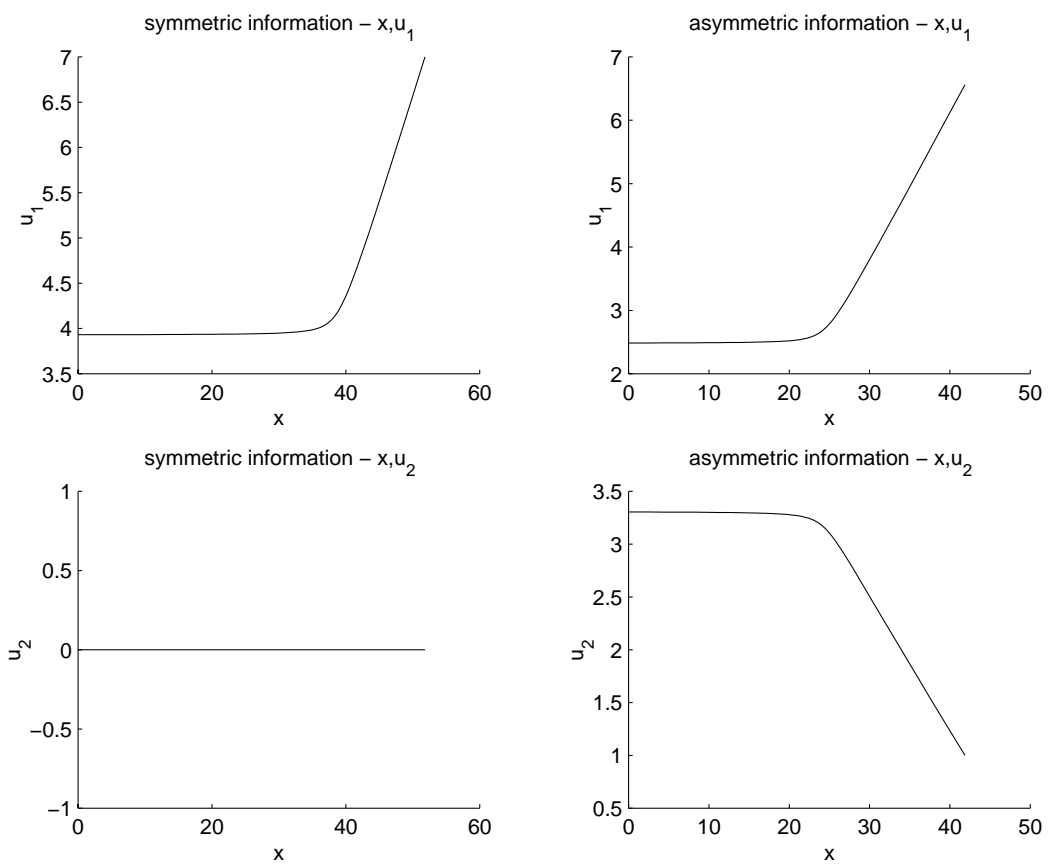 symmetric information – x,u₁
7
6.5
6
5.5
5
4.5
4
3.5
u₁
0 20 40 60
x
asymmetric information – x,u₁
7
6
5
4
3
2
u₁
0 10 20 30 40 50
x
symmetric information – x,u₂
1
0.5
0
−0.5
−1
u₂
0 20 40 60
x
asymmetric information – x,u₂
3.5
3
2.5
2
1.5
1
0.5
u₂
0 10 20 30 40 50
x